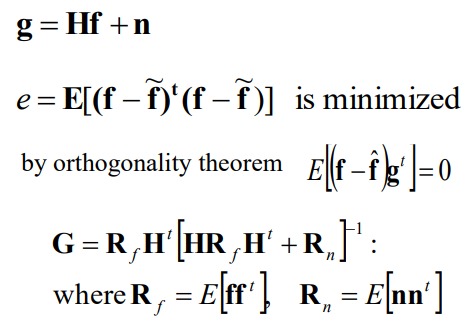 g = Hf + n
e = E[(f − f̃)ᵗ(f − f̃)] is minimized
by orthogonality theorem E[(f − f̂)gᵗ] = 0
G = R_f Hᵗ[HR_f Hᵗ + R_n]⁻¹ :
where R_f = E[ffᵗ], R_n = E[nnᵗ]